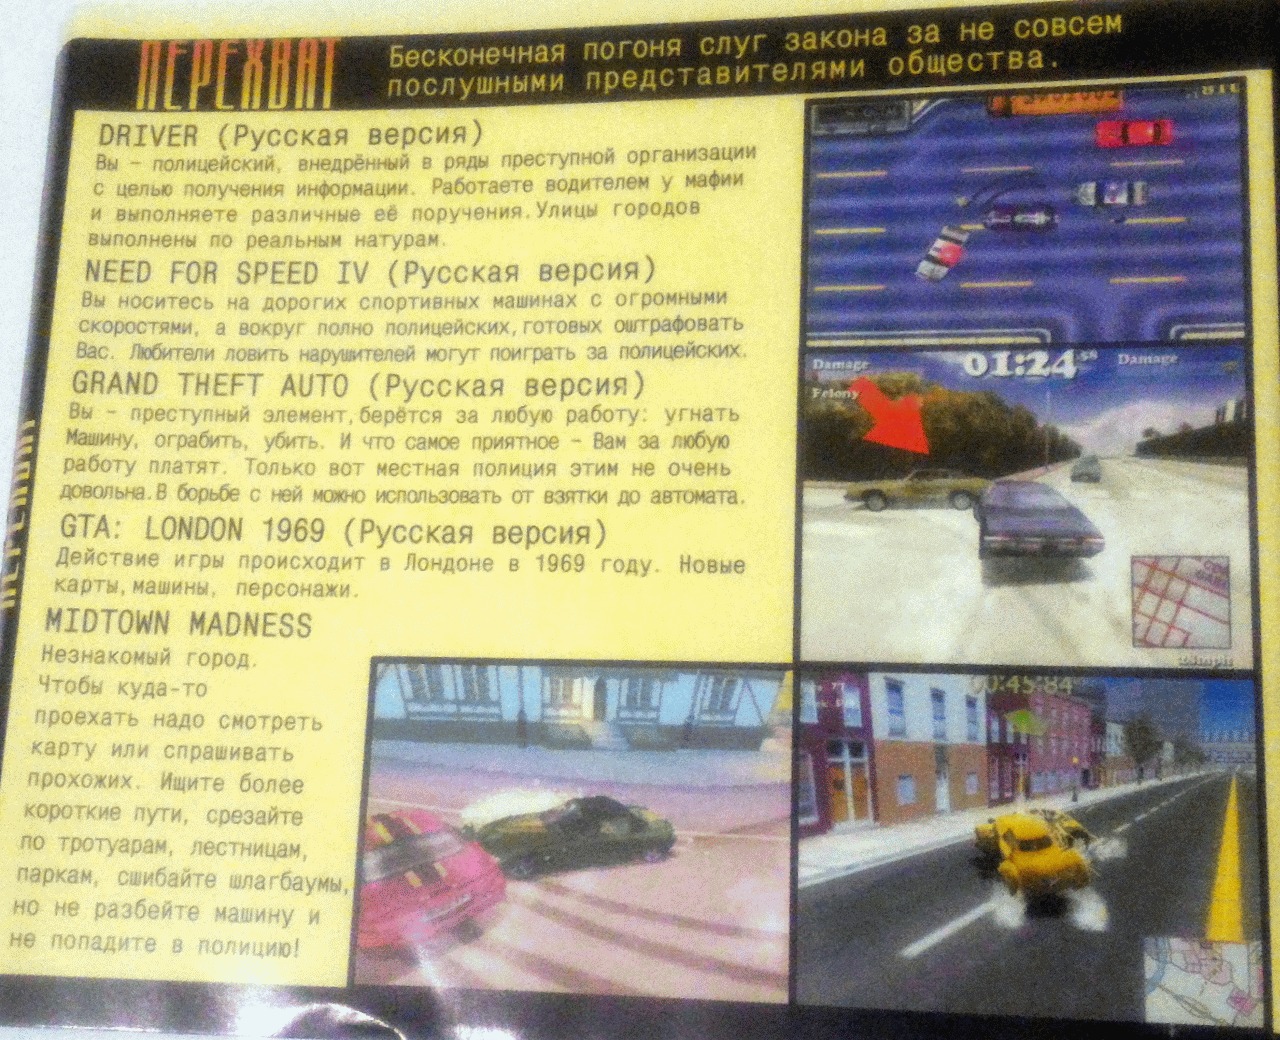 ПЕРЕХВАТ
Бесконечная погоня слуг закона за не совсем
послушными представителями общества.
DRIVER (Русская версия)
Вы – полицейский, внедрённый в ряды преступной организации
с целью получения информации. Работаете водителем у мафии
и выполняете различные её поручения.Улицы городов
выполнены по реальным натурам.
NEED FOR SPEED IV (Русская версия)
Вы носитесь на дорогих спортивных машинах с огромными
скоростями, а вокруг полно полицейских,готовых оштрафовать
Вас. Любители ловить нарушителей могут поиграть за полицейских.
GRAND THEFT AUTO (Русская версия)
Вы – преступный элемент,берётся за любую работу: угнать
Машину, ограбить, убить. И что самое приятное – Вам за любую
работу платят. Только вот местная полиция этим не очень
довольна.В борьбе с ней можно использовать от взятки до автомата.
GTA: LONDON 1969 (Русская версия)
Действие игры происходит в Лондоне в 1969 году. Новые
карты,машины, персонажи.
MIDTOWN MADNESS
Незнакомый город.
Чтобы куда-то
проехать надо смотреть
карту или спрашивать
прохожих. Ищите более
короткие пути, срезайте
по тротуарам, лестницам,
паркам, сшибайте шлагбаумы,
но не разбейте машину и
не попадите в полицию!
Damage
01:24
58
Damage
Felony
00:45:84
ПЕРЕХВАТ